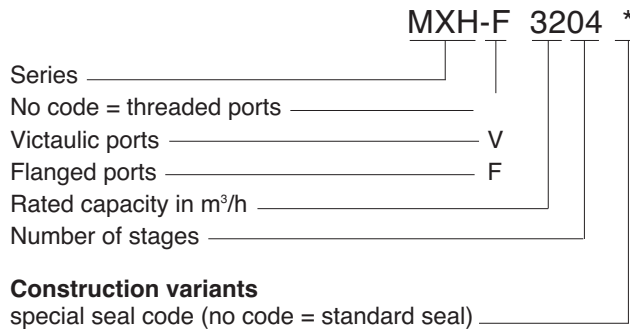 MXH-F 3204 *
Series
No code = threaded ports
Victaulic ports V
Flanged ports F
Rated capacity in m³/h
Number of stages
Construction variants
special seal code (no code = standard seal)